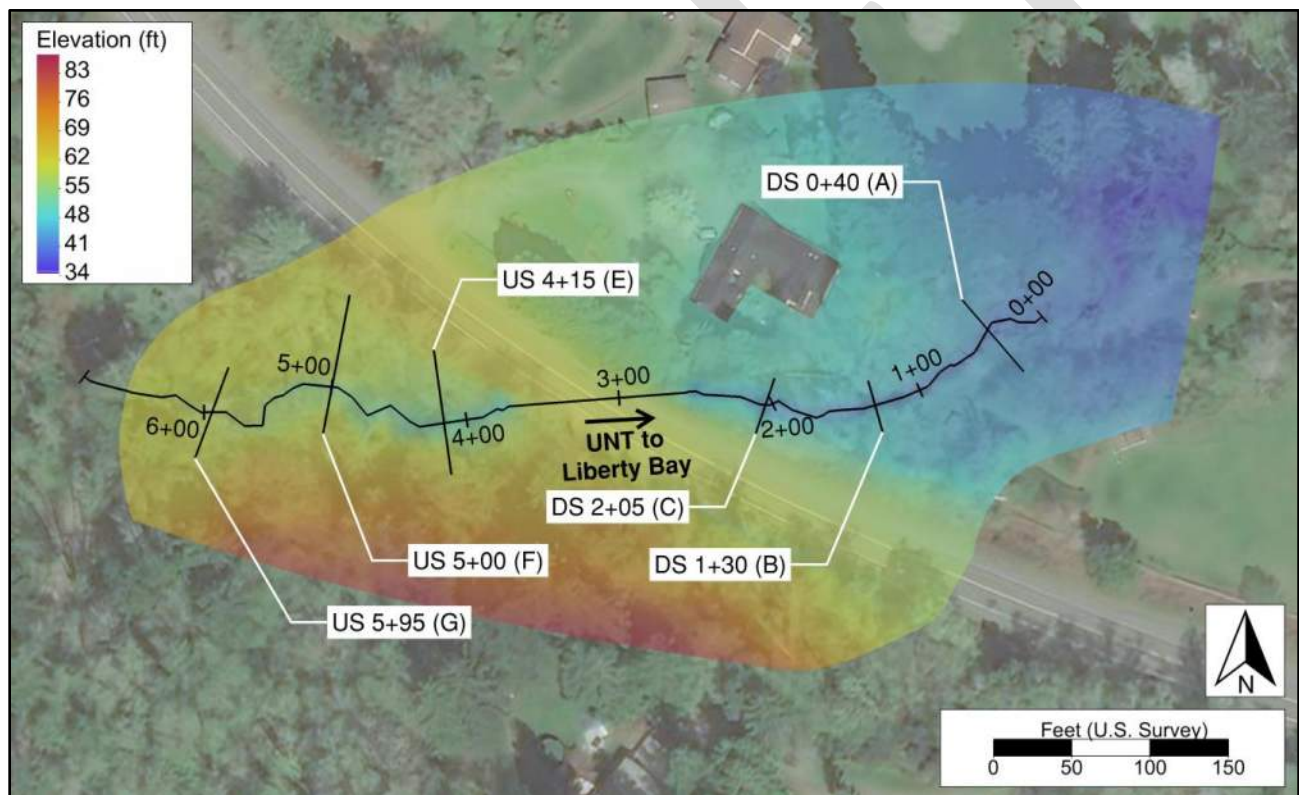 Elevation (ft)
83
76
69
62
55
48
41
34
DS 0+40 (A)
US 4+15 (E)
0+00
5+00
3+00
1+00
6+00
4+00
2+00
UNT to
Liberty Bay
DS 2+05 (C)
US 5+00 (F)
DS 1+30 (B)
US 5+95 (G)
N
Feet (U.S. Survey)
0 50 100 150